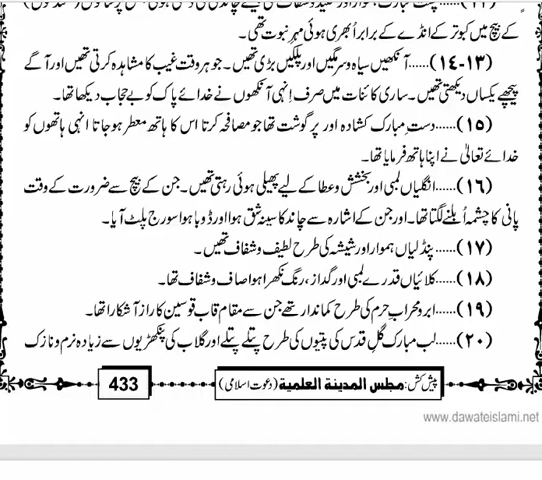 کے بیچ میں کبوتر کے انڈے کے برابر اُبھری ہوئی مہرِ نبوت تھی۔
(۱۳-۱۴)......آنکھیں سیاہ و سرمگیں اور پلکیں بڑی تھیں۔ جو ہر وقت غیب کا مشاہدہ کرتی تھیں اور آگے
پیچھے یکساں دیکھتی تھیں۔ ساری کائنات میں صرف اِنہی آنکھوں نے خدائے پاک کو بے حجاب دیکھا تھا۔
(۱۵)......دستِ مبارک کشادہ اور پر گوشت تھا جو مصافحہ کرتا اس کا ہاتھ معطر ہو جاتا انہی ہاتھوں کو
خدائے تعالیٰ نے اپنا ہاتھ فرمایا تھا۔
(۱۶)......انگلیاں لمبی اور بخشش و عطا کے لیے پھیلی ہوئی رہتی تھیں۔ جن کے بیچ سے ضرورت کے وقت
پانی کا چشمہ اُبلنے لگتا تھا۔ اور جن کے اشارہ سے چاند کا سینہ شق ہوا اور ڈوبا ہوا سورج پلٹ آیا۔
(۱۷)......پنڈلیاں ہموار اور شیشہ کی طرح لطیف و شفاف تھیں۔
(۱۸)......کلائیاں قدرے لمبی اور گداز، رنگ نکھرا ہوا صاف و شفاف تھا۔
(۱۹)......ابرو محرابِ حرم کی طرح کماندار تھے جن سے مقام قاب قوسین کا راز آشکارا تھا۔
(۲۰)......لب مبارک گلِ قدس کی پتیوں کی طرح پتلے پتلے اور گلاب کی پنکھڑیوں سے زیادہ نرم و نازک
پیش کش: مجلس المدينة العلمية (دعوت اسلامی)
433
www.dawateislami.net